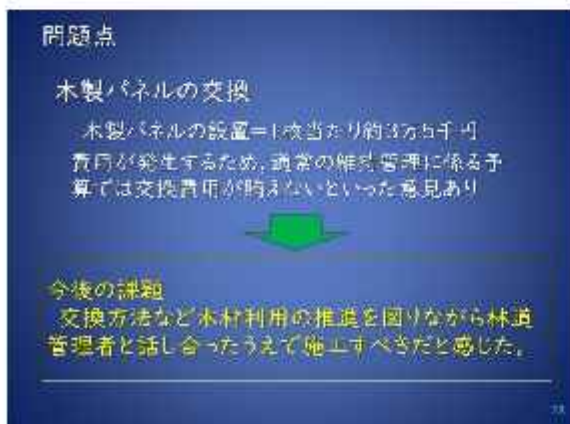 問題点
木製パネルの交換
木製パネルの設置=1枚当たり約3万5千円
費用が発生するため、通常の維持管理に係る予
算では交換費用が賄えないといった意見あり
今後の課題
交換方法など木材利用の推進を図りながら林道
管理者と話し合ったうえで施工すべきだと感じた。